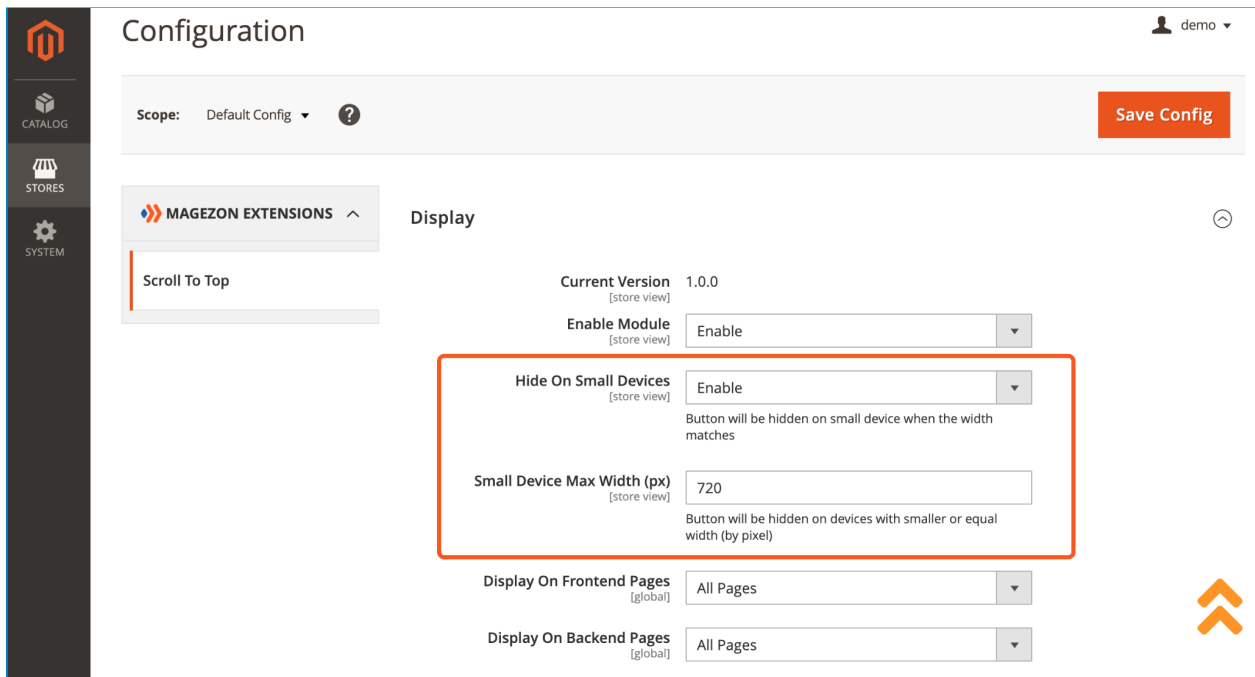 Configuration
demo
Scope: Default Config ?
Save Config
CATALOG
STORES
SYSTEM
MAGEZON EXTENSIONS
Scroll To Top
Display
Current Version 1.0.0
[store view]
Enable Module Enable
[store view]
Hide On Small Devices Enable
[store view]
Button will be hidden on small device when the width
matches
Small Device Max Width (px) 720
[store view]
Button will be hidden on devices with smaller or equal
width (by pixel)
Display On Frontend Pages All Pages
[global]
Display On Backend Pages All Pages
[global]